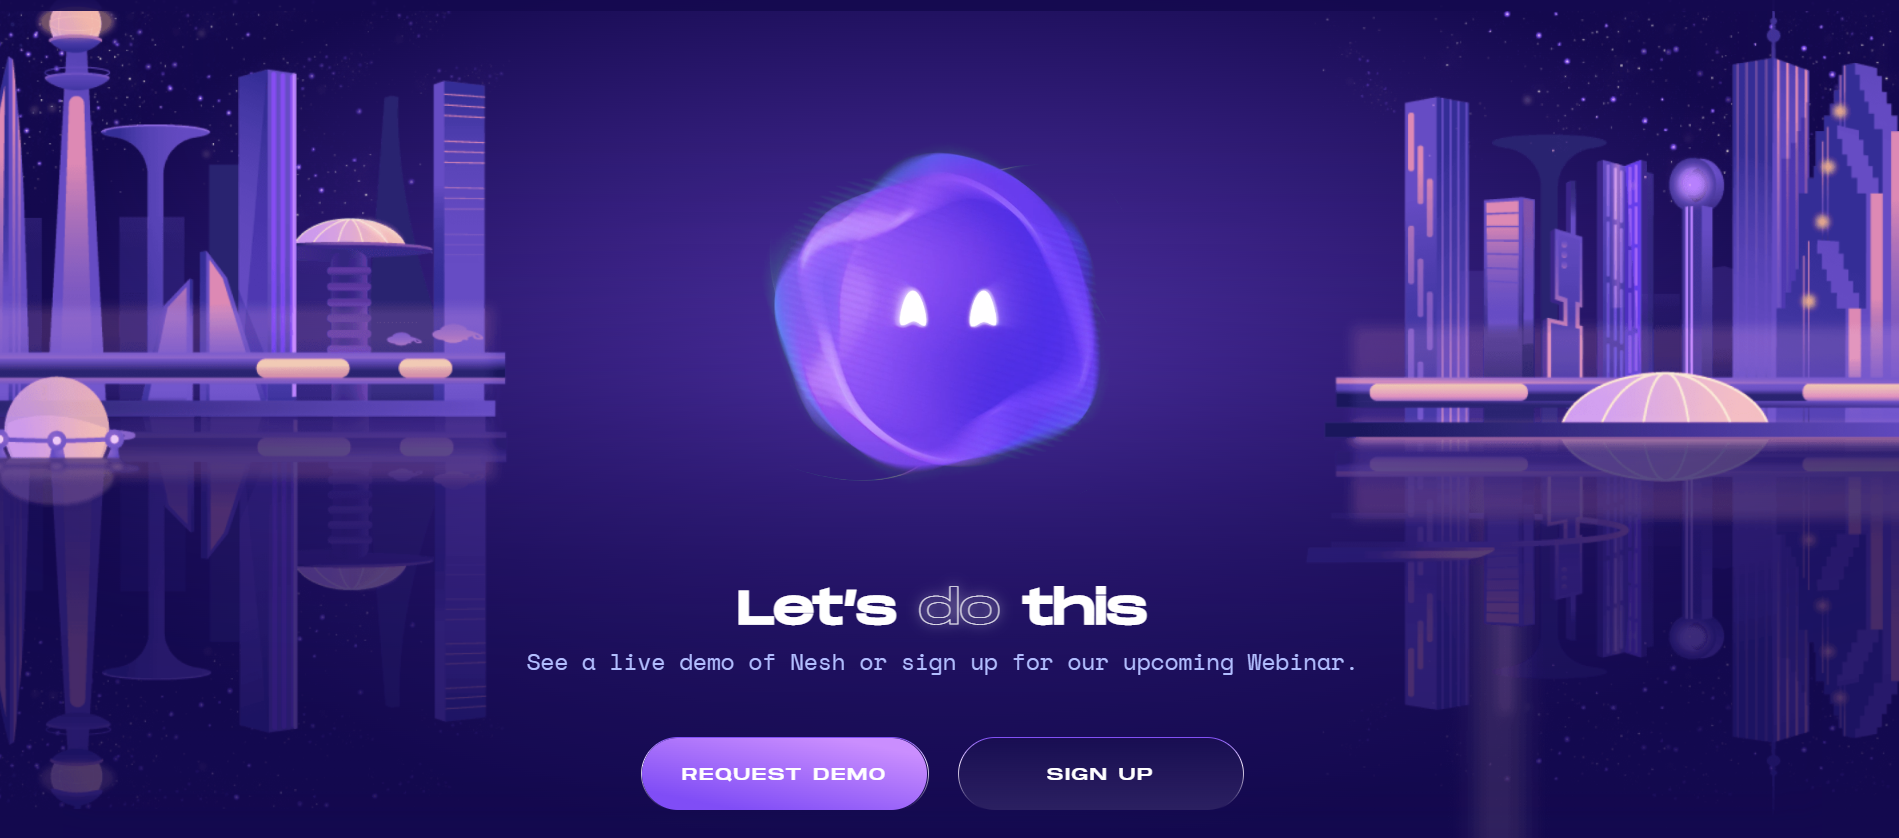 Let's do this
See a live demo of Nesh or sign up for our upcoming Webinar.
REQUEST DEMO
SIGN UP